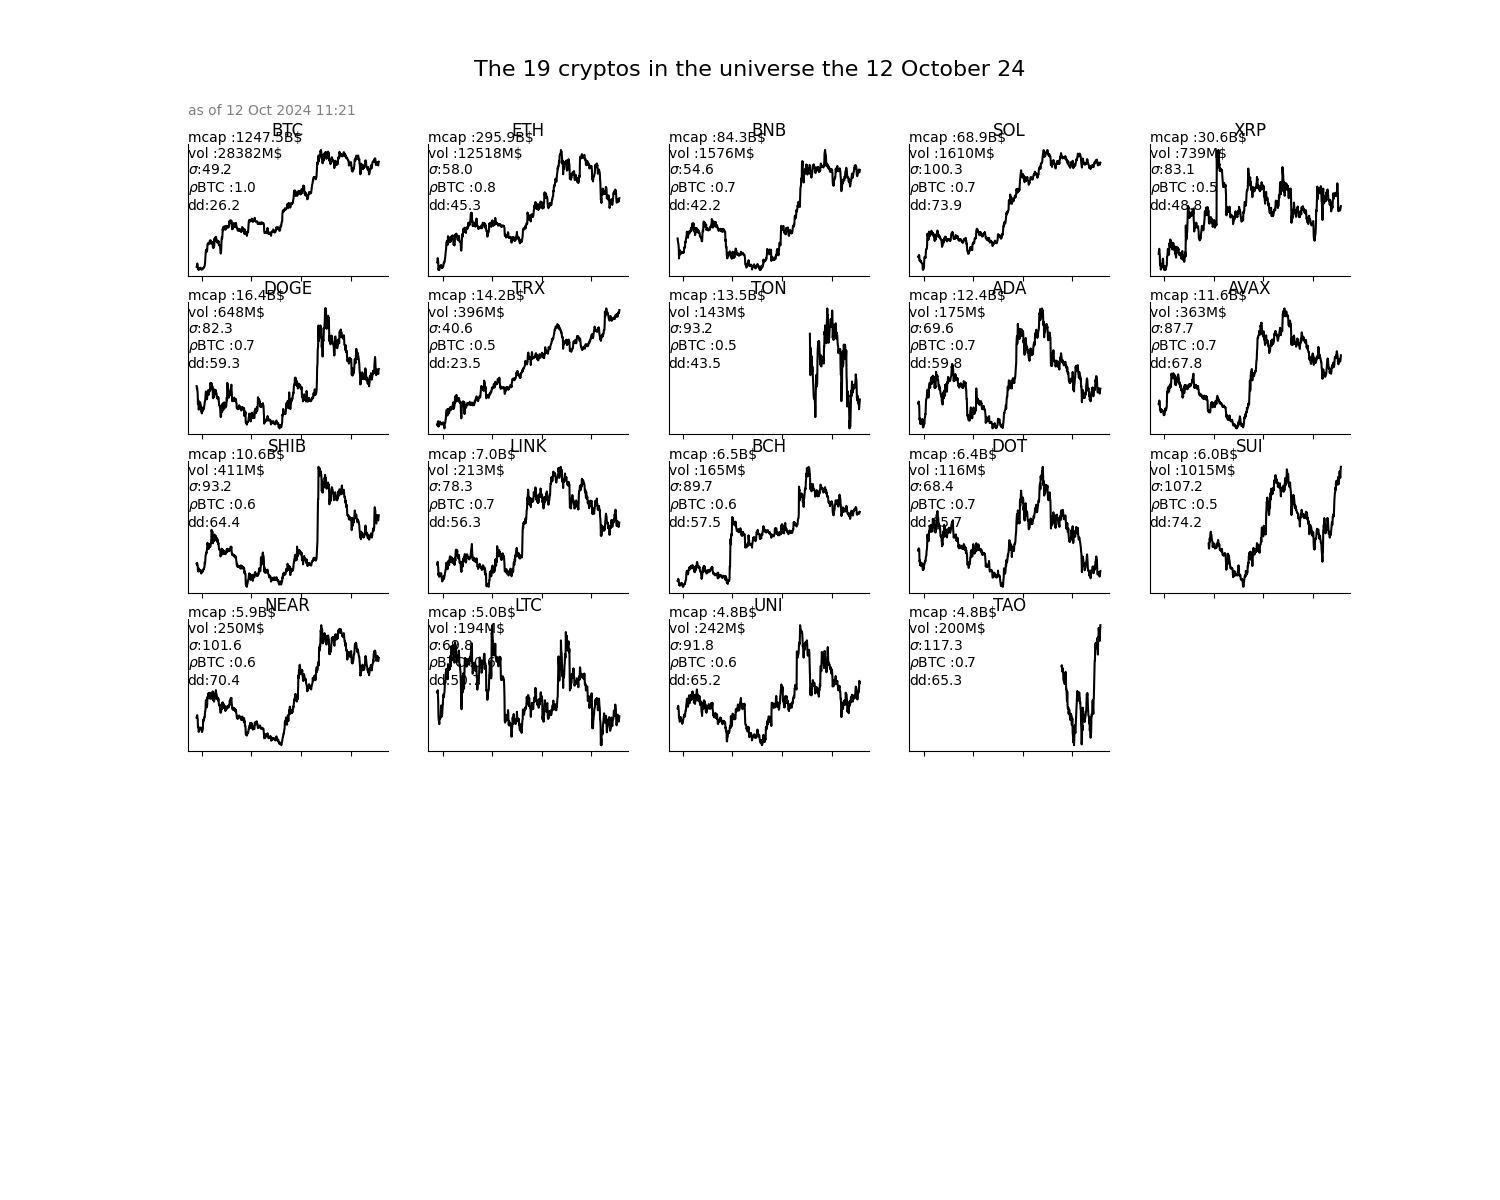 The 19 cryptos in the universe the 12 October 24
as of 12 Oct 2024 11:21
BTC
mcap :1247.5B$
vol :28382M$
σ:49.2
ρBTC :1.0
dd:26.2
ETH
mcap :295.9B$
vol :12518M$
σ:58.0
ρBTC :0.8
dd:45.3
BNB
mcap :84.3B$
vol :1576M$
σ:54.6
ρBTC :0.7
dd:42.2
SOL
mcap :68.9B$
vol :1610M$
σ:100.3
ρBTC :0.7
dd:73.9
XRP
mcap :30.6B$
vol :739M$
σ:83.1
ρBTC :0.5
dd:48.8
DOGE
mcap :16.4B$
vol :648M$
σ:82.3
ρBTC :0.7
dd:59.3
TRX
mcap :14.2B$
vol :396M$
σ:40.6
ρBTC :0.5
dd:23.5
TON
mcap :13.5B$
vol :143M$
σ:93.2
ρBTC :0.5
dd:43.5
ADA
mcap :12.4B$
vol :175M$
σ:69.6
ρBTC :0.7
dd:59.8
AVAX
mcap :11.6B$
vol :363M$
σ:87.7
ρBTC :0.7
dd:67.8
SHIB
mcap :10.6B$
vol :411M$
σ:93.2
ρBTC :0.6
dd:64.4
LINK
mcap :7.0B$
vol :213M$
σ:78.3
ρBTC :0.7
dd:56.3
BCH
mcap :6.5B$
vol :165M$
σ:89.7
ρBTC :0.6
dd:57.5
DOT
mcap :6.4B$
vol :116M$
σ:68.4
ρBTC :0.7
SUI
mcap :6.0B$
vol :1015M$
σ:107.2
ρBTC :0.5
dd:74.2
NEAR
mcap :5.9B$
vol :250M$
σ:101.6
ρBTC :0.6
dd:70.4
LTC
mcap :5.0B$
vol :194M$
UNI
mcap :4.8B$
vol :242M$
σ:91.8
ρBTC :0.6
dd:65.2
TAO
mcap :4.8B$
vol :200M$
σ:117.3
ρBTC :0.7
dd:65.3